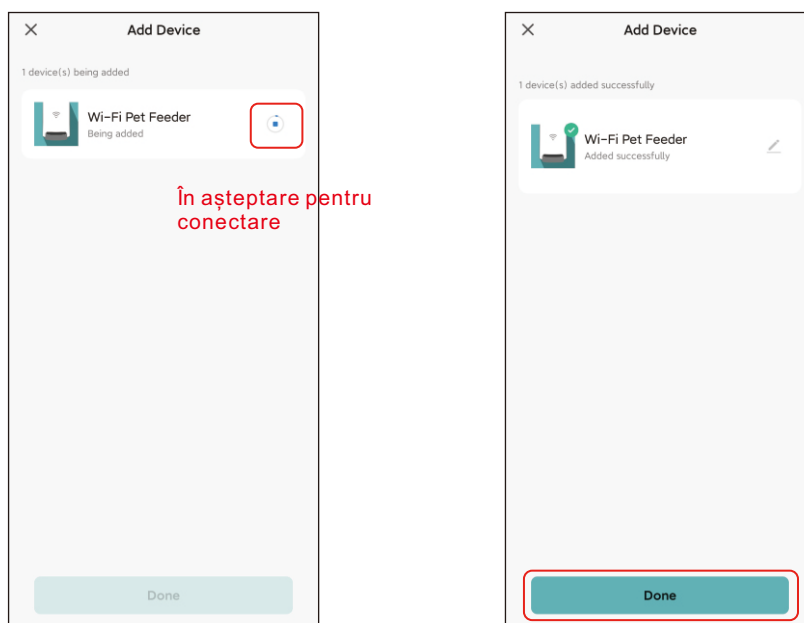 Add Device
1 device(s) being added
Wi-Fi Pet Feeder
Being added
În așteptare pentru
conectare
Done
Add Device
1 device(s) added successfully
Wi-Fi Pet Feeder
Added successfully
Done